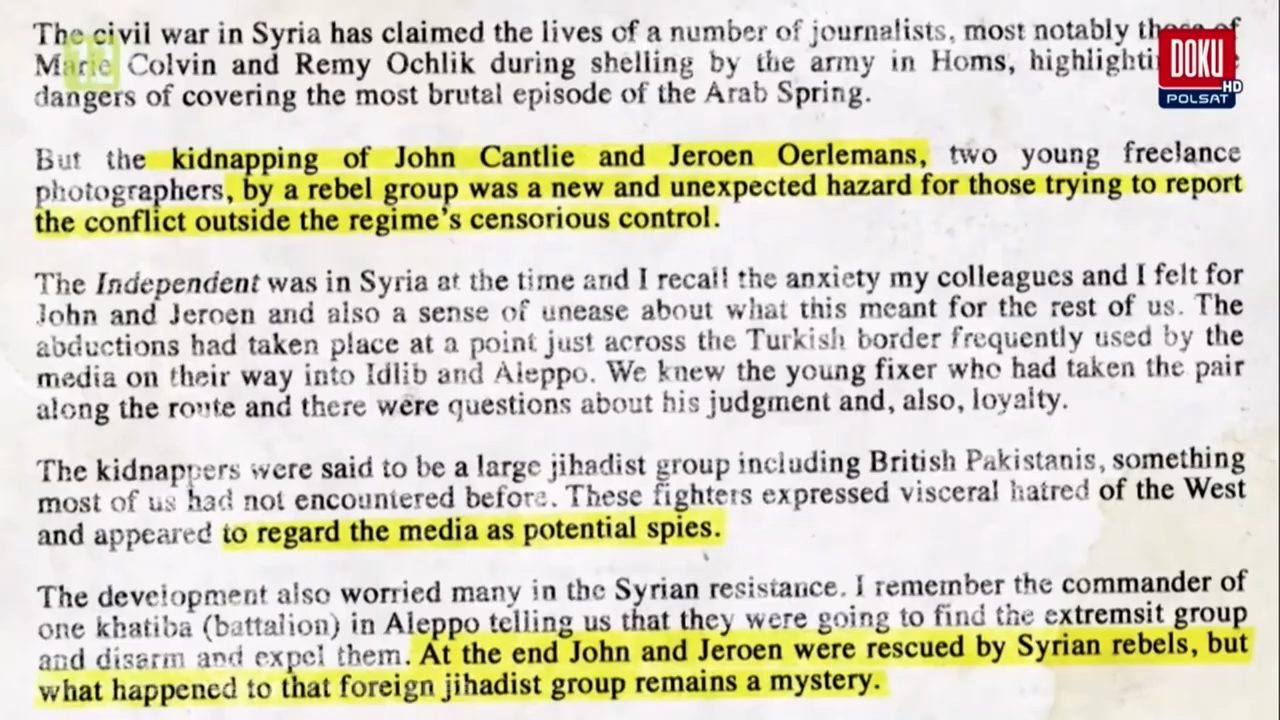 The civil war in Syria has claimed the lives of a number of journalists, most notably those of
Marie Colvin and Remy Ochlik during shelling by the army in Homs,
dangers of covering the most brutal episode of the Arab Spring.
But the kidnapping of John Cantlie and Jeroen Oerlemans, two young freelance
photographers, by a rebel group was a new and unexpected hazard for those trying to report
the conflict outside the regime's censorious control.
The Independent was in Syria at the time and I recall the anxiety my colleagues and I felt for
John and Jeroen and also a sense of unease about what this meant for the rest of us. The
abductions had taken place at a point just across the Turkish border frequently used by the
media on their way into Idlib and Aleppo. We knew the young fixer who had taken the pair
along the route and there were questions about his judgment and, also, loyalty.
The kidnappers were said to be a large jihadist group including British Pakistanis, something
most of us had not encountered before. These fighters expressed visceral hatred of the West
and appeared to regard the media as potential spies.
The development also worried many in the Syrian resistance. I remember the commander of
one khatiba (battalion) in Aleppo telling us that they were going to find the extremsit group
and disarm and expel them. At the end John and Jeroen were rescued by Syrian rebels, but
what happened to that foreign jihadist group remains a mystery.
12
DOKU
HD
POLSAT